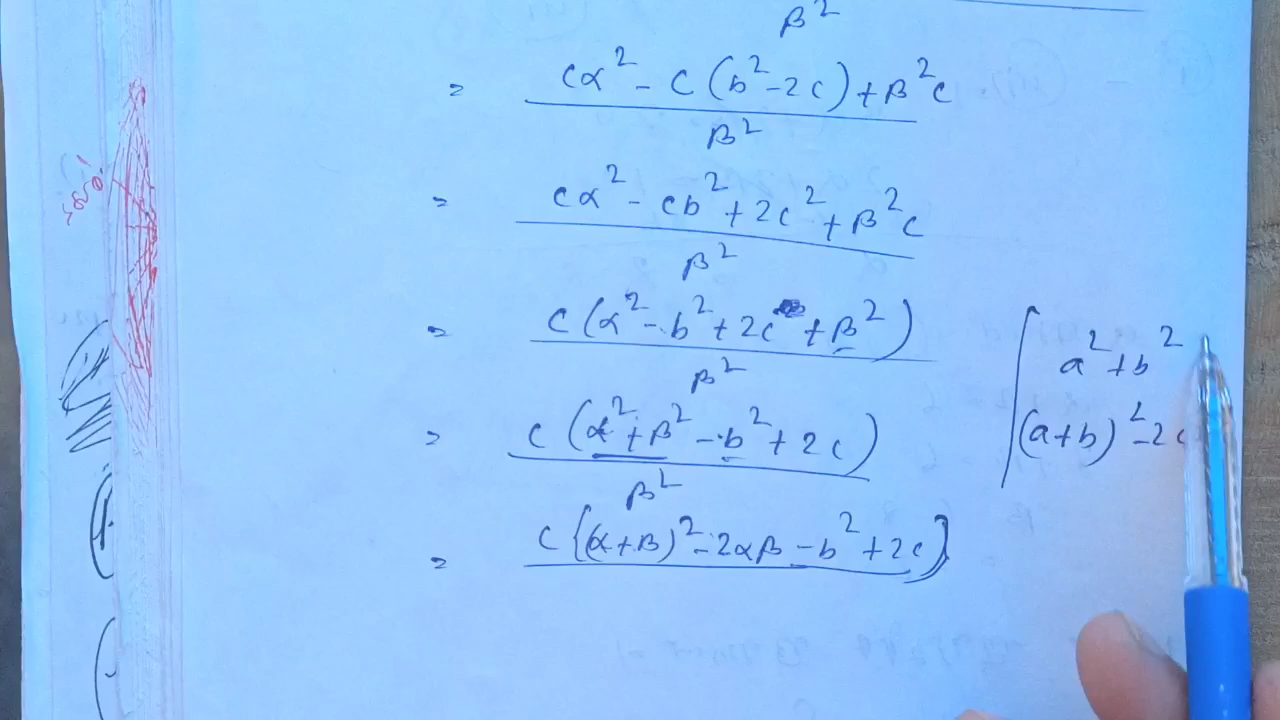 β²
= cα² - c(b² - 2c) + β²c
β²
= cα² - cb² + 2c² + β²c
β²
= c(α² - b² + 2c + β²)
β²
a² + b²
= c(α² + β² - b² + 2c)
β²
(a+b)² - 2c
= c{(α+β)² - 2αβ - b² + 2c}